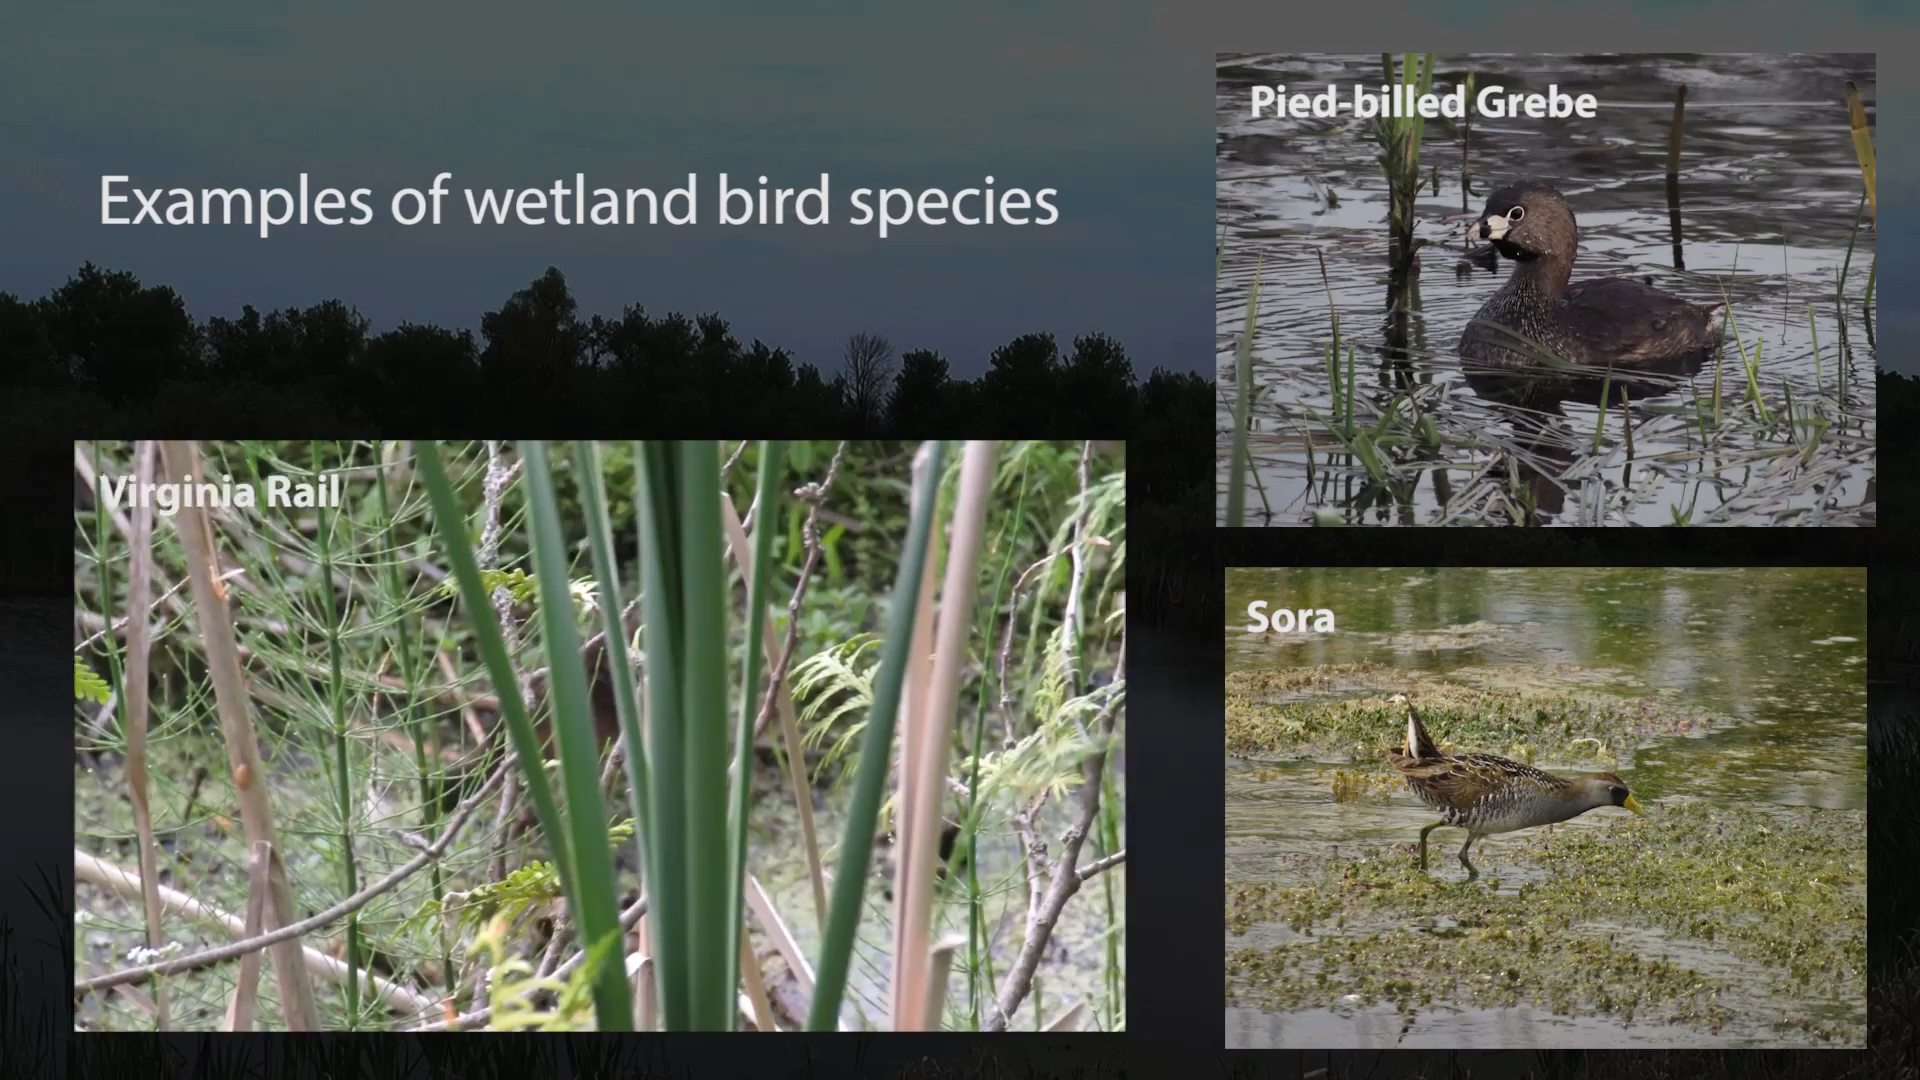 Examples of wetland bird species
Pied-billed Grebe
Virginia Rail
Sora